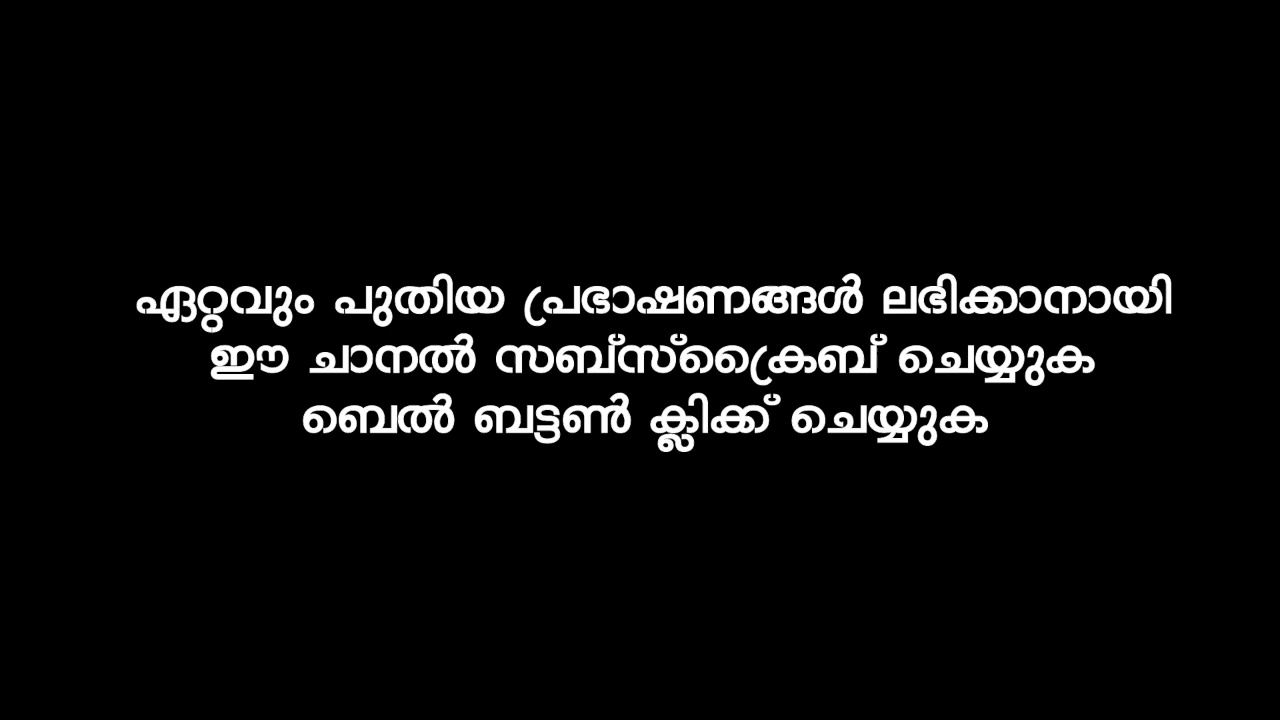 ഏറ്റവും പുതിയ പ്രഭാഷണങ്ങൾ ലഭിക്കാനായി
ഈ ചാനൽ സബ്സ്ക്രൈബ് ചെയ്യുക
ബെൽ ബട്ടൺ ക്ലിക്ക് ചെയ്യുക